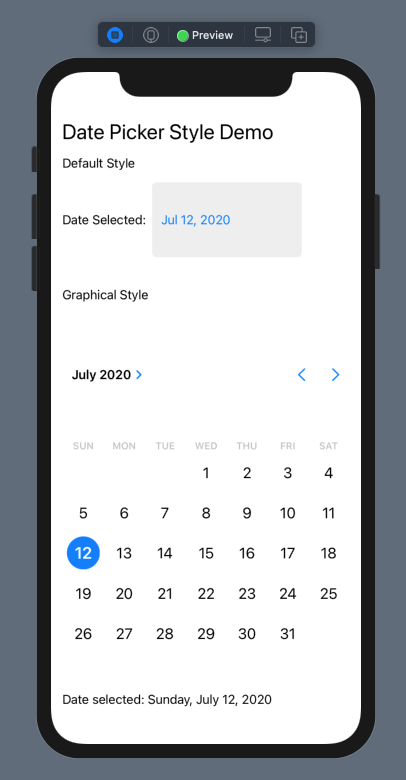 Preview
Date Picker Style Demo
Default Style
Date Selected: Jul 12, 2020
Graphical Style
July 2020
SUN MON TUE WED THU FRI SAT
1 2 3 4
5 6 7 8 9 10 11
12 13 14 15 16 17 18
19 20 21 22 23 24 25
26 27 28 29 30 31
Date selected: Sunday, July 12, 2020